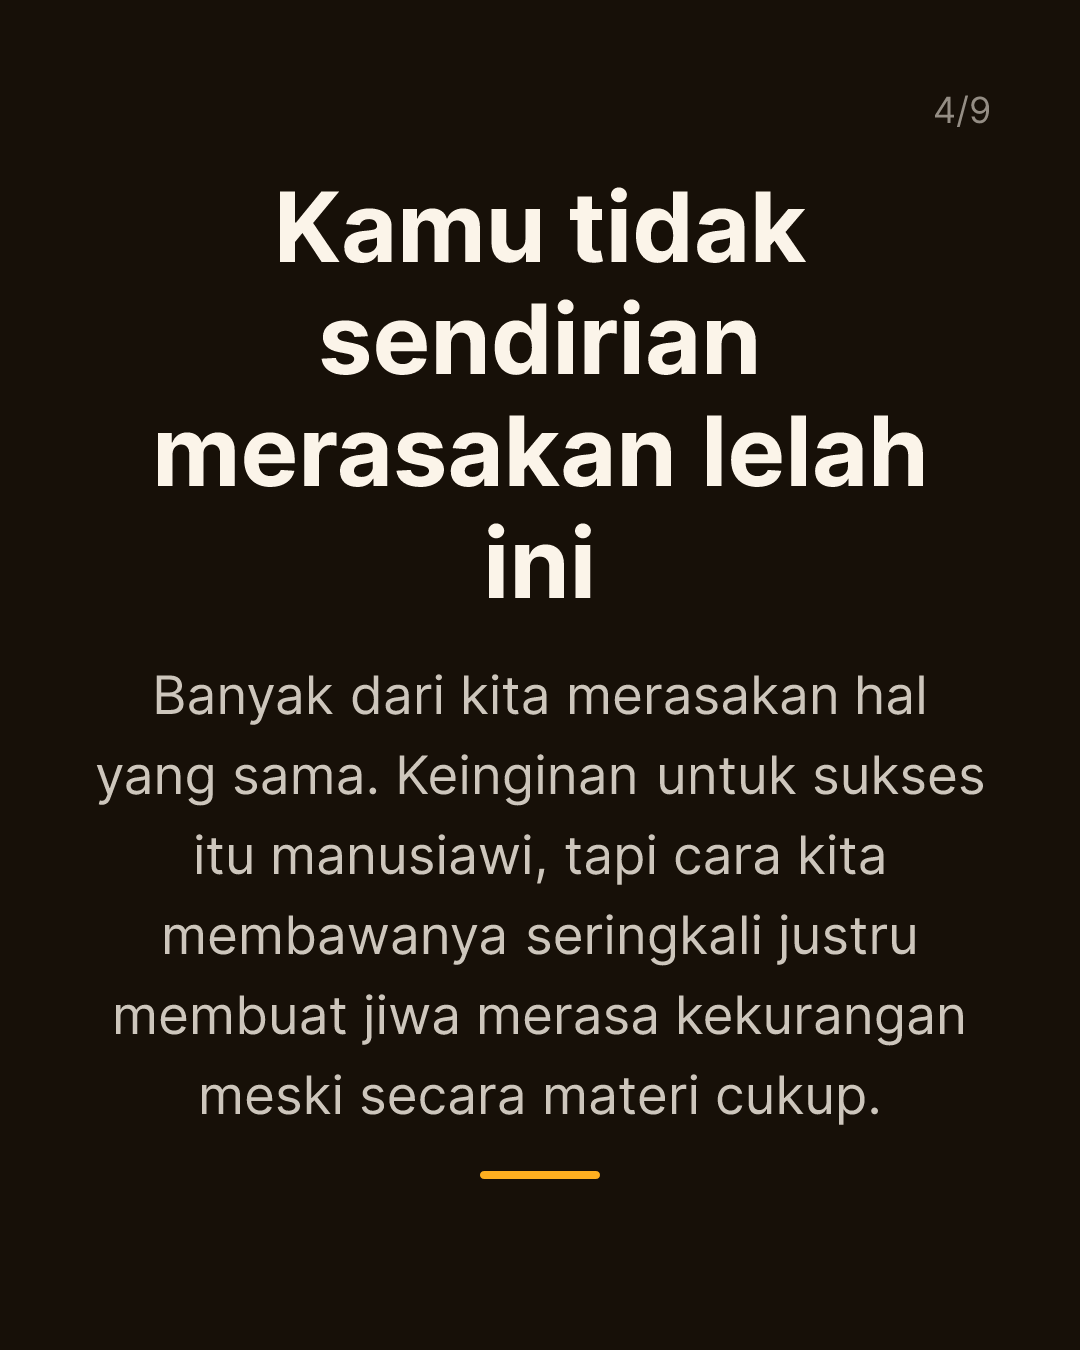 4/9
Kamu tidak
sendirian
merasakan lelah
ini
Banyak dari kita merasakan hal
yang sama. Keinginan untuk sukses
itu manusiawi, tapi cara kita
membawanya seringkali justru
membuat jiwa merasa kekurangan
meski secara materi cukup.